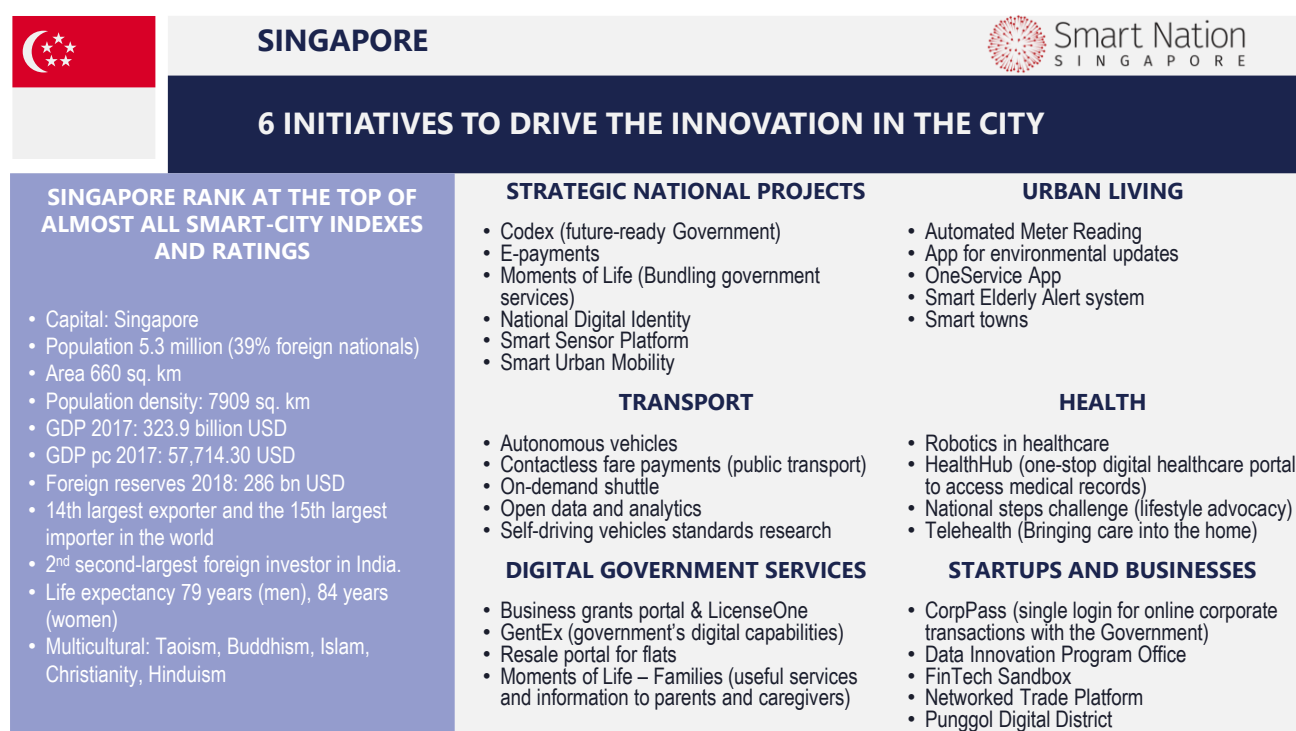 SINGAPORE
Smart Nation
SINGAPORE
6 INITIATIVES TO DRIVE THE INNOVATION IN THE CITY
SINGAPORE RANK AT THE TOP OF
ALMOST ALL SMART-CITY INDEXES
AND RATINGS
• Capital: Singapore
• Population 5.3 million (39% foreign nationals)
• Area 660 sq. km
• Population density: 7909 sq. km
• GDP 2017: 323.9 billion USD
• GDP pc 2017: 57,714.30 USD
• Foreign reserves 2018: 286 bn USD
• 14th largest exporter and the 15th largest
importer in the world
• 2nd second-largest foreign investor in India.
• Life expectancy 79 years (men), 84 years
(women)
• Multicultural: Taoism, Buddhism, Islam,
Christianity, Hinduism
STRATEGIC NATIONAL PROJECTS
• Codex (future-ready Government)
• E-payments
• Moments of Life (Bundling government
services)
• National Digital Identity
• Smart Sensor Platform
• Smart Urban Mobility
URBAN LIVING
• Automated Meter Reading
• App for environmental updates
• OneService App
• Smart Elderly Alert system
• Smart towns
TRANSPORT
• Autonomous vehicles
• Contactless fare payments (public transport)
• On-demand shuttle
• Open data and analytics
• Self-driving vehicles standards research
HEALTH
• Robotics in healthcare
• HealthHub (one-stop digital healthcare portal
to access medical records)
• National steps challenge (lifestyle advocacy)
• Telehealth (Bringing care into the home)
DIGITAL GOVERNMENT SERVICES
• Business grants portal & LicenseOne
• GentEx (government's digital capabilities)
• Resale portal for flats
• Moments of Life – Families (useful services
and information to parents and caregivers)
STARTUPS AND BUSINESSES
• CorpPass (single login for online corporate
transactions with the Government)
• Data Innovation Program Office
• FinTech Sandbox
• Networked Trade Platform
• Punggol Digital District